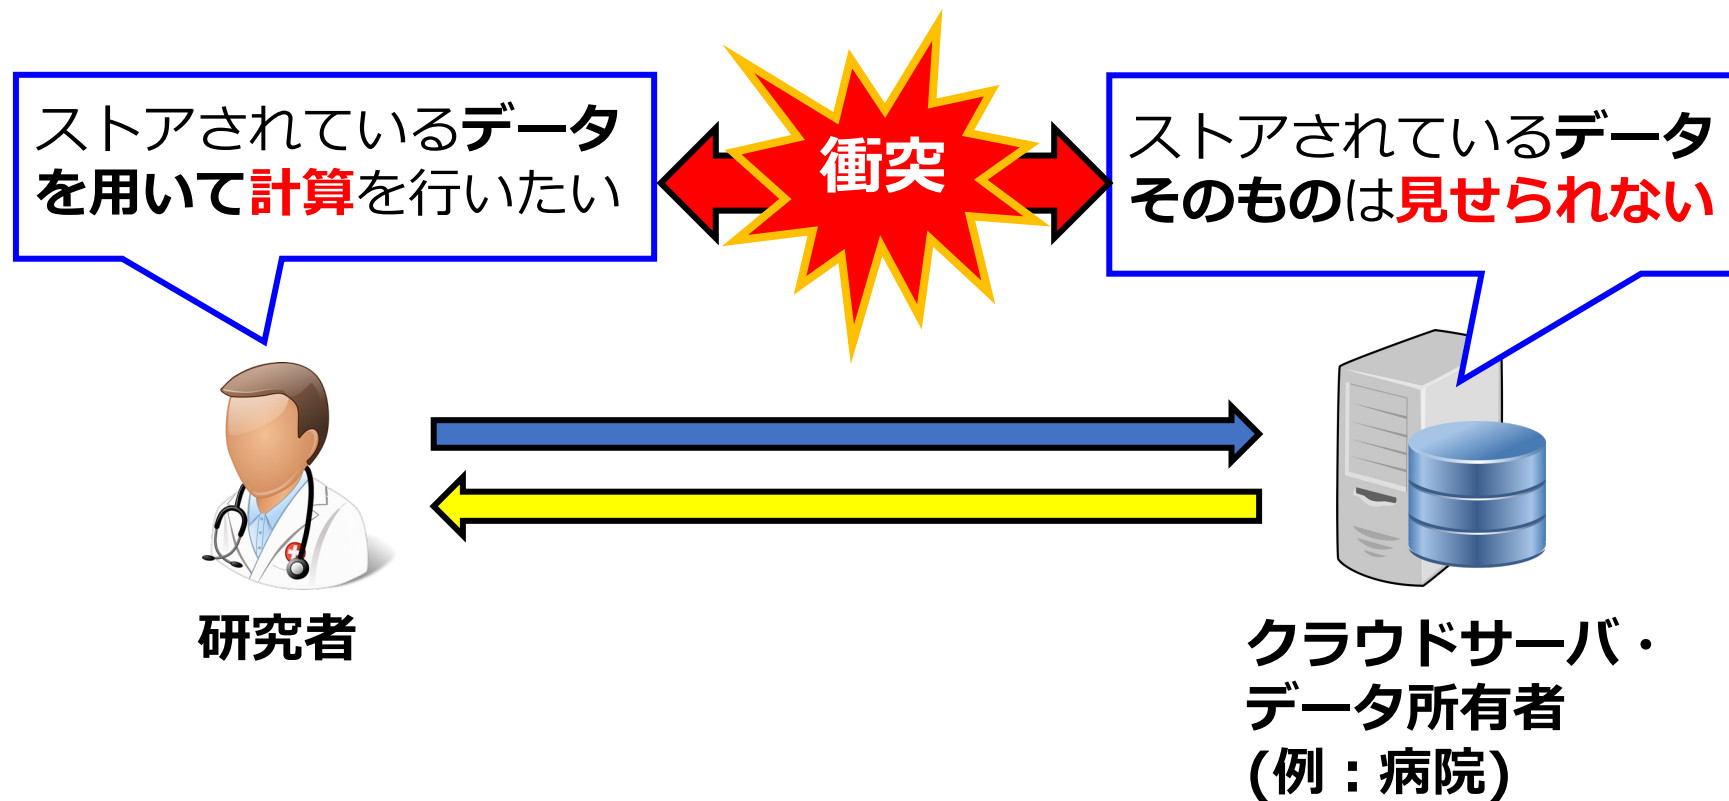 ストアされているデータ
を用いて計算を行いたい
衝突
ストアされているデータ
そのものは見せられない
研究者
クラウドサーバ・
データ所有者
(例：病院)